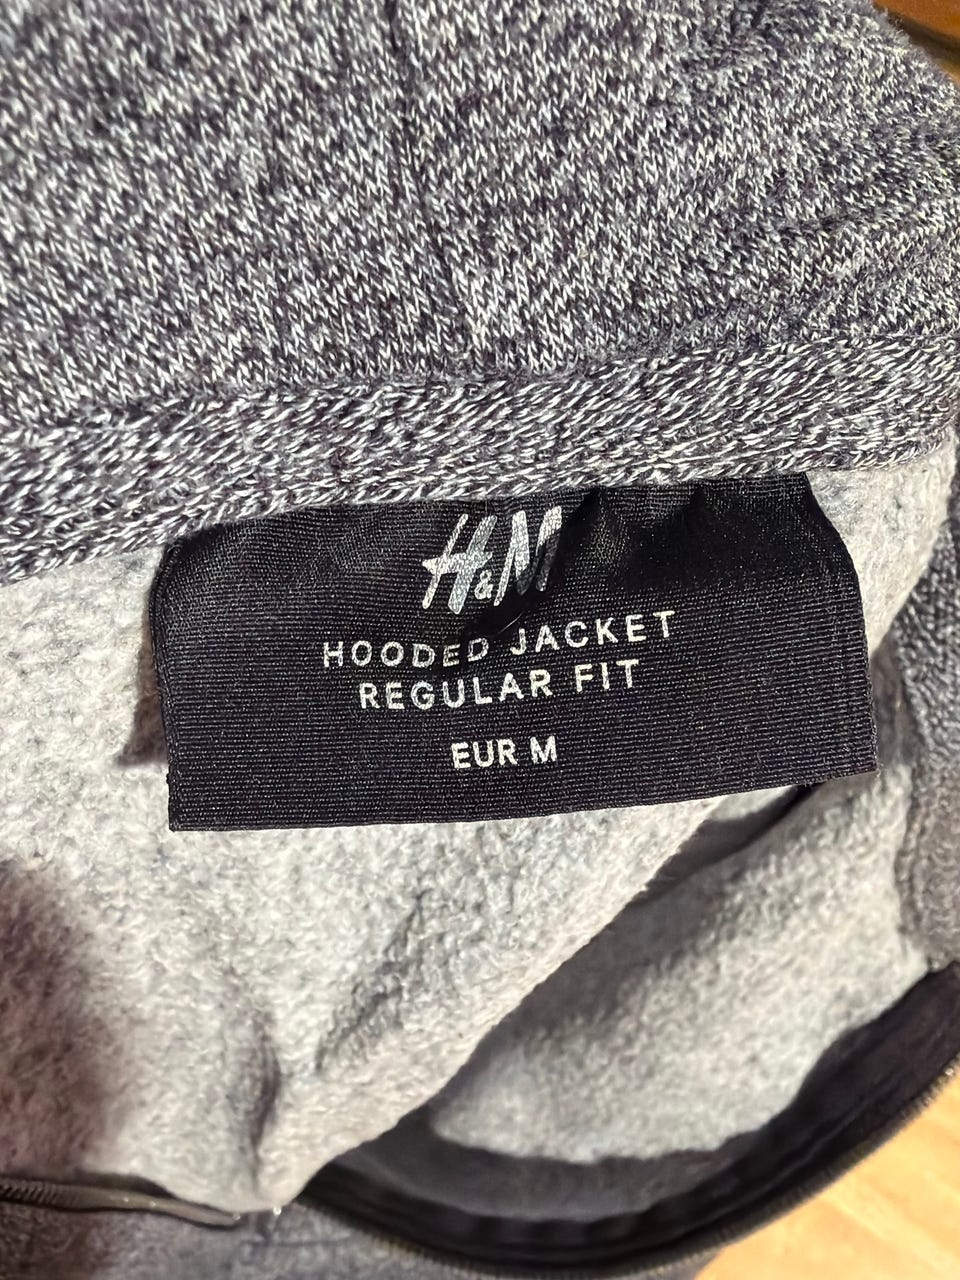 H&M
HOODED JACKET
REGULAR FIT
EUR M